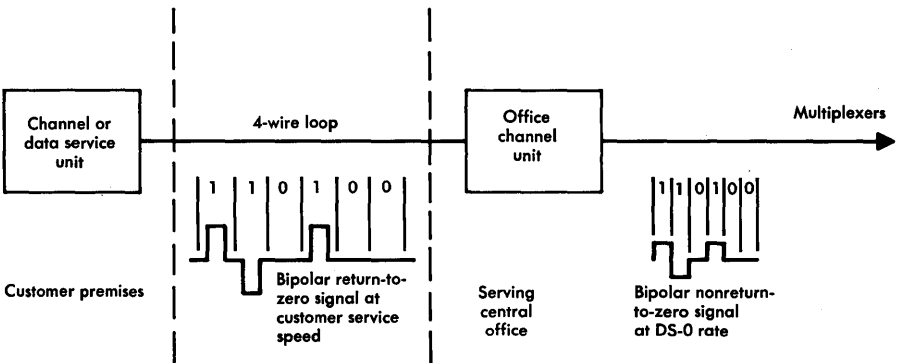 Channel or
data service
unit
4-wire loop
Office
channel
unit
Multiplexers
1 1 0 1 0 0
1 1 0 1 0 0
Customer premises
Bipolar return-to-
zero signal at
customer service
speed
Serving
central
office
Bipolar nonreturn-
to-zero signal
at DS-0 rate